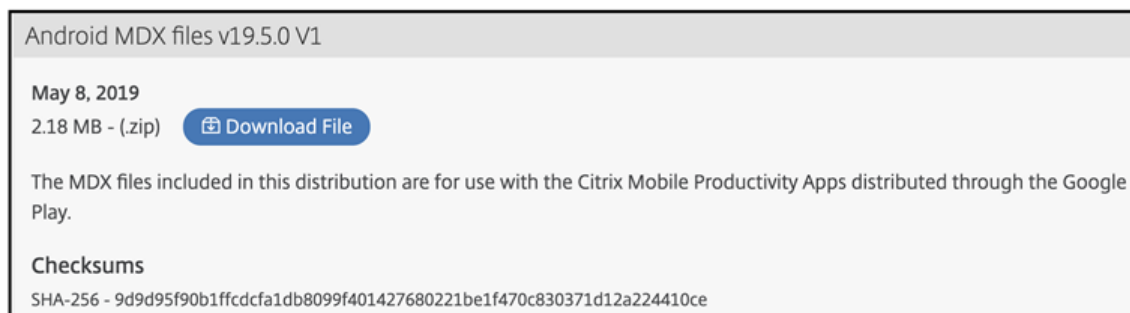 Android MDX files v19.5.0 V1
May 8, 2019
2.18 MB - (.zip) Download File
The MDX files included in this distribution are for use with the Citrix Mobile Productivity Apps distributed through the Google
Play.
Checksums
SHA-256 - 9d9d95f90b1ffcdcfa1db8099f401427680221be1f470c830371d12a224410ce